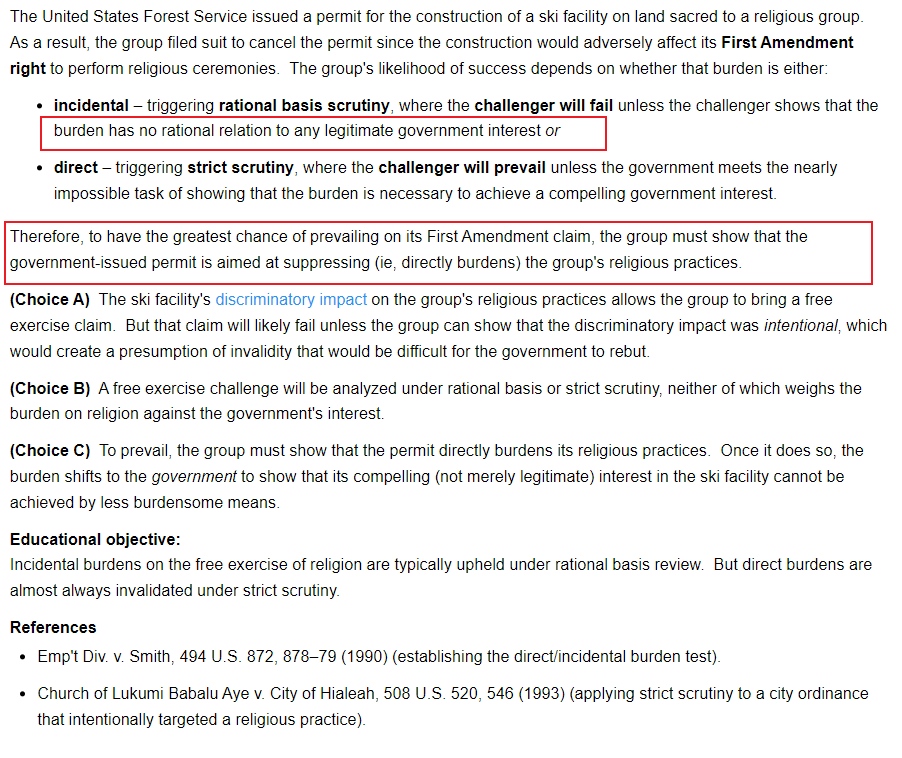 The United States Forest Service issued a permit for the construction of a ski facility on land sacred to a religious group.
As a result, the group filed suit to cancel the permit since the construction would adversely affect its First Amendment
right to perform religious ceremonies.  The group's likelihood of success depends on whether that burden is either:
• incidental – triggering rational basis scrutiny, where the challenger will fail unless the challenger shows that the
burden has no rational relation to any legitimate government interest or
• direct – triggering strict scrutiny, where the challenger will prevail unless the government meets the nearly
impossible task of showing that the burden is necessary to achieve a compelling government interest.
Therefore, to have the greatest chance of prevailing on its First Amendment claim, the group must show that the
government-issued permit is aimed at suppressing (ie, directly burdens) the group's religious practices.
(Choice A)  The ski facility's discriminatory impact on the group's religious practices allows the group to bring a free
exercise claim.  But that claim will likely fail unless the group can show that the discriminatory impact was intentional, which
would create a presumption of invalidity that would be difficult for the government to rebut.
(Choice B)  A free exercise challenge will be analyzed under rational basis or strict scrutiny, neither of which weighs the
burden on religion against the government's interest.
(Choice C)  To prevail, the group must show that the permit directly burdens its religious practices.  Once it does so, the
burden shifts to the government to show that its compelling (not merely legitimate) interest in the ski facility cannot be
achieved by less burdensome means.
Educational objective:
Incidental burdens on the free exercise of religion are typically upheld under rational basis review.  But direct burdens are
almost always invalidated under strict scrutiny.
References
• Emp't Div. v. Smith, 494 U.S. 872, 878–79 (1990) (establishing the direct/incidental burden test).
• Church of Lukumi Babalu Aye v. City of Hialeah, 508 U.S. 520, 546 (1993) (applying strict scrutiny to a city ordinance
that intentionally targeted a religious practice).